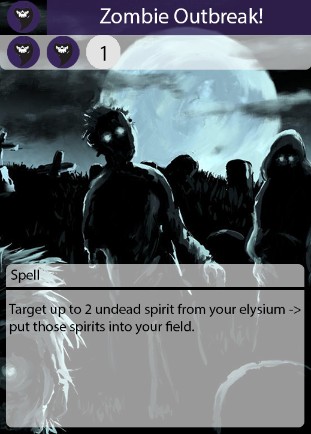 Zombie Outbreak!
1
Spell
Target up to 2 undead spirit from your elysium ->
put those spirits into your field.